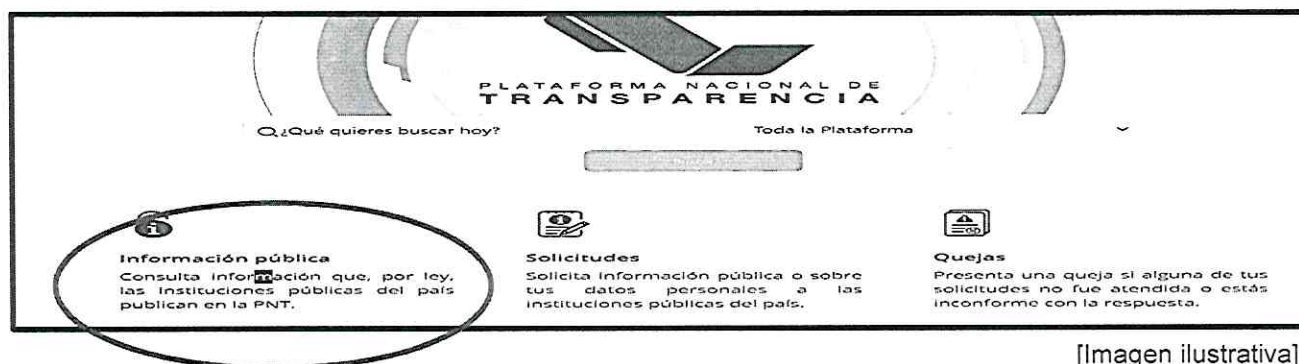 PLATAFORMA NACIONAL DE
TRANSPARENCIA
¿Qué quieres buscar hoy?
Toda la Plataforma
Información pública
Consulta información que, por ley,
las instituciones públicas del país
publican en la PNT.
Solicitudes
Solicita información pública o sobre
tus datos personales a las
instituciones públicas del país.
Quejas
Presenta una queja si alguna de tus
solicitudes no fue atendida o estás
inconforme con la respuesta.
[Imagen ilustrativa]